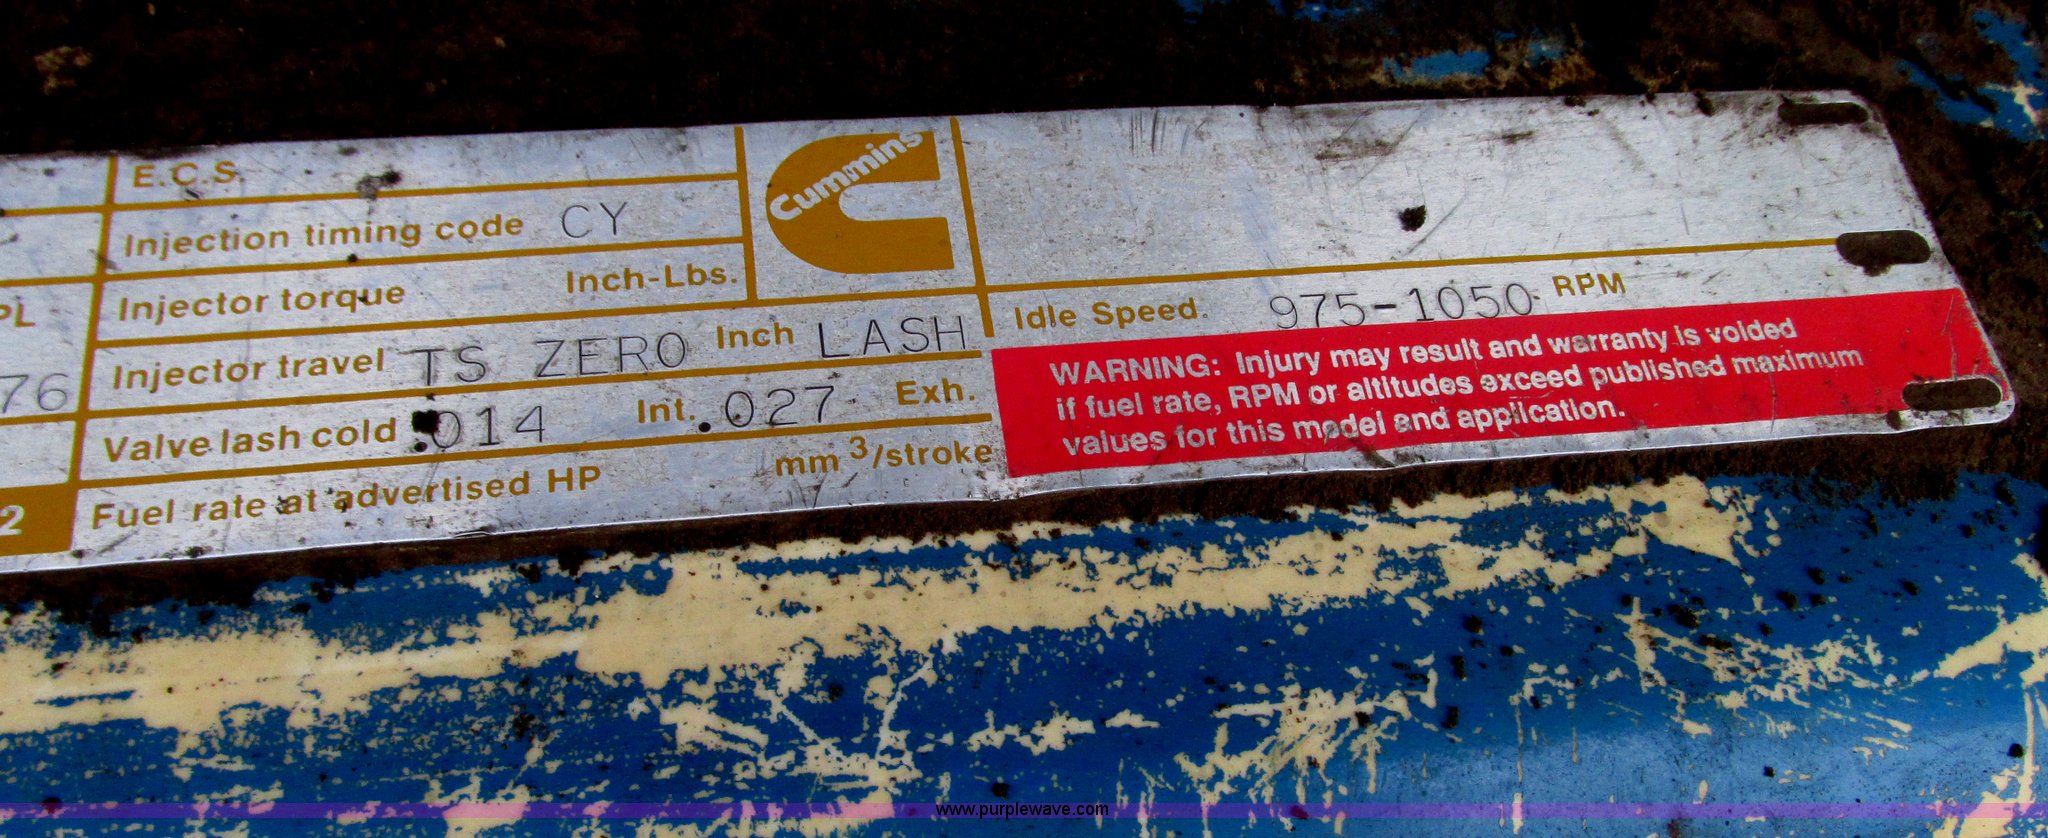 E.C.S.
Injection timing code CY
Injector torque Inch-Lbs.
PL
Injector travel TS ZERO Inch LASH
76
Valve lash cold .014 Int. .027 Exh.
Fuel rate at advertised HP mm3/stroke
2
Cummins
Idle Speed 975-1050 RPM
WARNING: Injury may result and warranty is voided
if fuel rate, RPM or altitudes exceed published maximum
values for this model and application.
www.purplewave.com